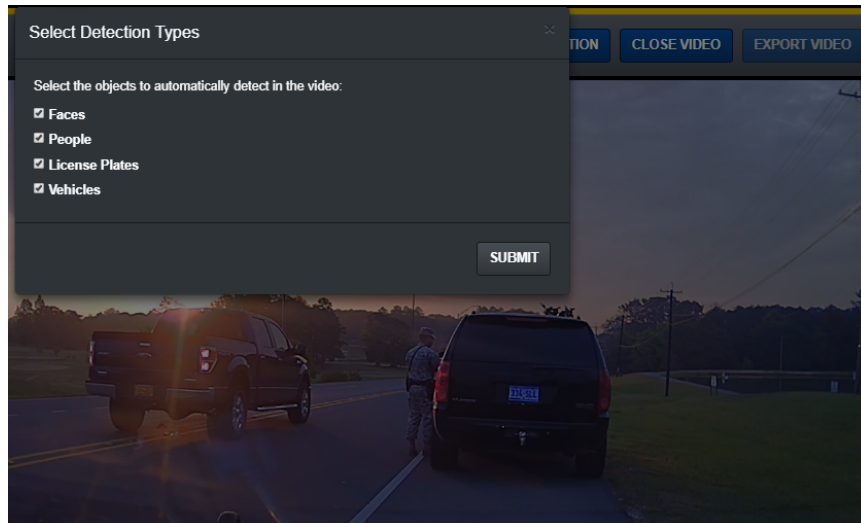 Select Detection Types
×
TION
CLOSE VIDEO
EXPORT VIDEO
Select the objects to automatically detect in the video:
Faces
People
License Plates
Vehicles
SUBMIT